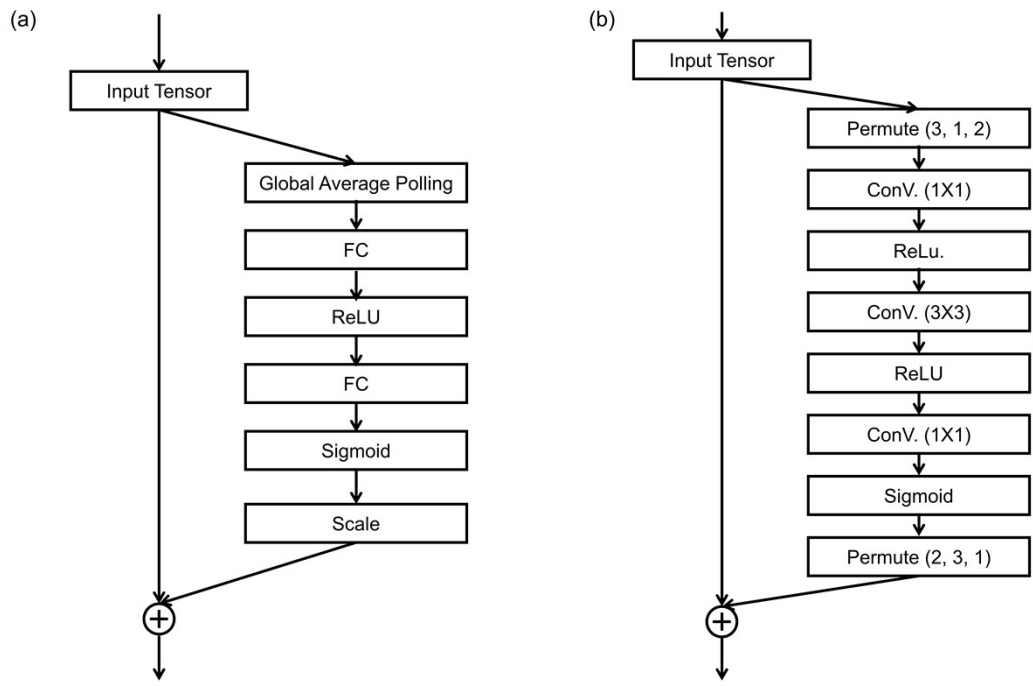 (a)
Input Tensor
Global Average Polling
FC
ReLU
FC
Sigmoid
Scale
(b)
Input Tensor
Permute (3, 1, 2)
ConV. (1X1)
ReLu.
ConV. (3X3)
ReLU
ConV. (1X1)
Sigmoid
Permute (2, 3, 1)